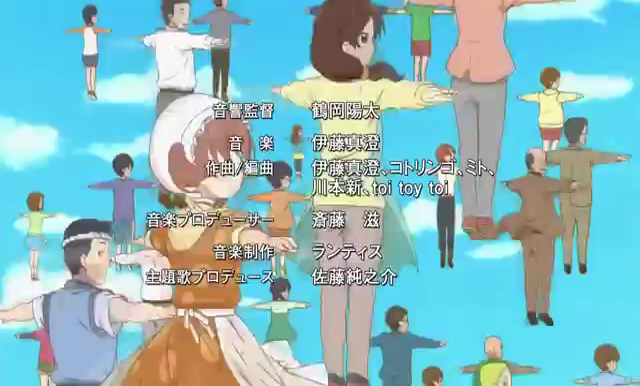 音響監督 鶴岡陽太
音楽 伊藤真澄
作曲/編曲 伊藤真澄、コトリンゴ、ミト、
川本新、toi toy toi
音楽プロデューサー 斎藤 滋
音楽制作 ランティス
主題歌プロデュース 佐藤純之介